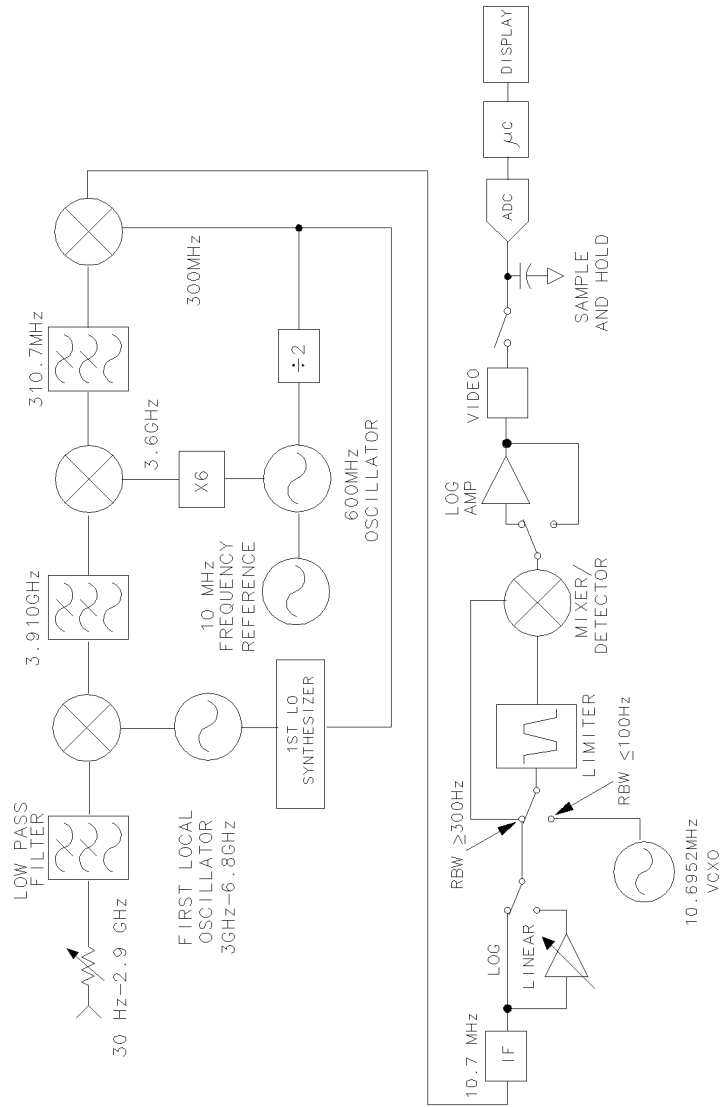 LOW PASS
FILTER
30 Hz–2.9 GHz
FIRST LOCAL
OSCILLATOR
3GHz–6.8GHz
1ST LO
SYNTHESIZER
3.910GHz
10 MHz
FREQUENCY
REFERENCE
600MHz
OSCILLATOR
X6
3.6GHz
÷2
310.7MHz
300MHz
10.7 MHz
IF
LOG
LINEAR
RBW ≥300Hz
RBW ≤100Hz
10.6952MHz
VCXO
LIMITER
MIXER/
DETECTOR
LOG
AMP
VIDEO
SAMPLE
AND HOLD
ADC
µC
DISPLAY